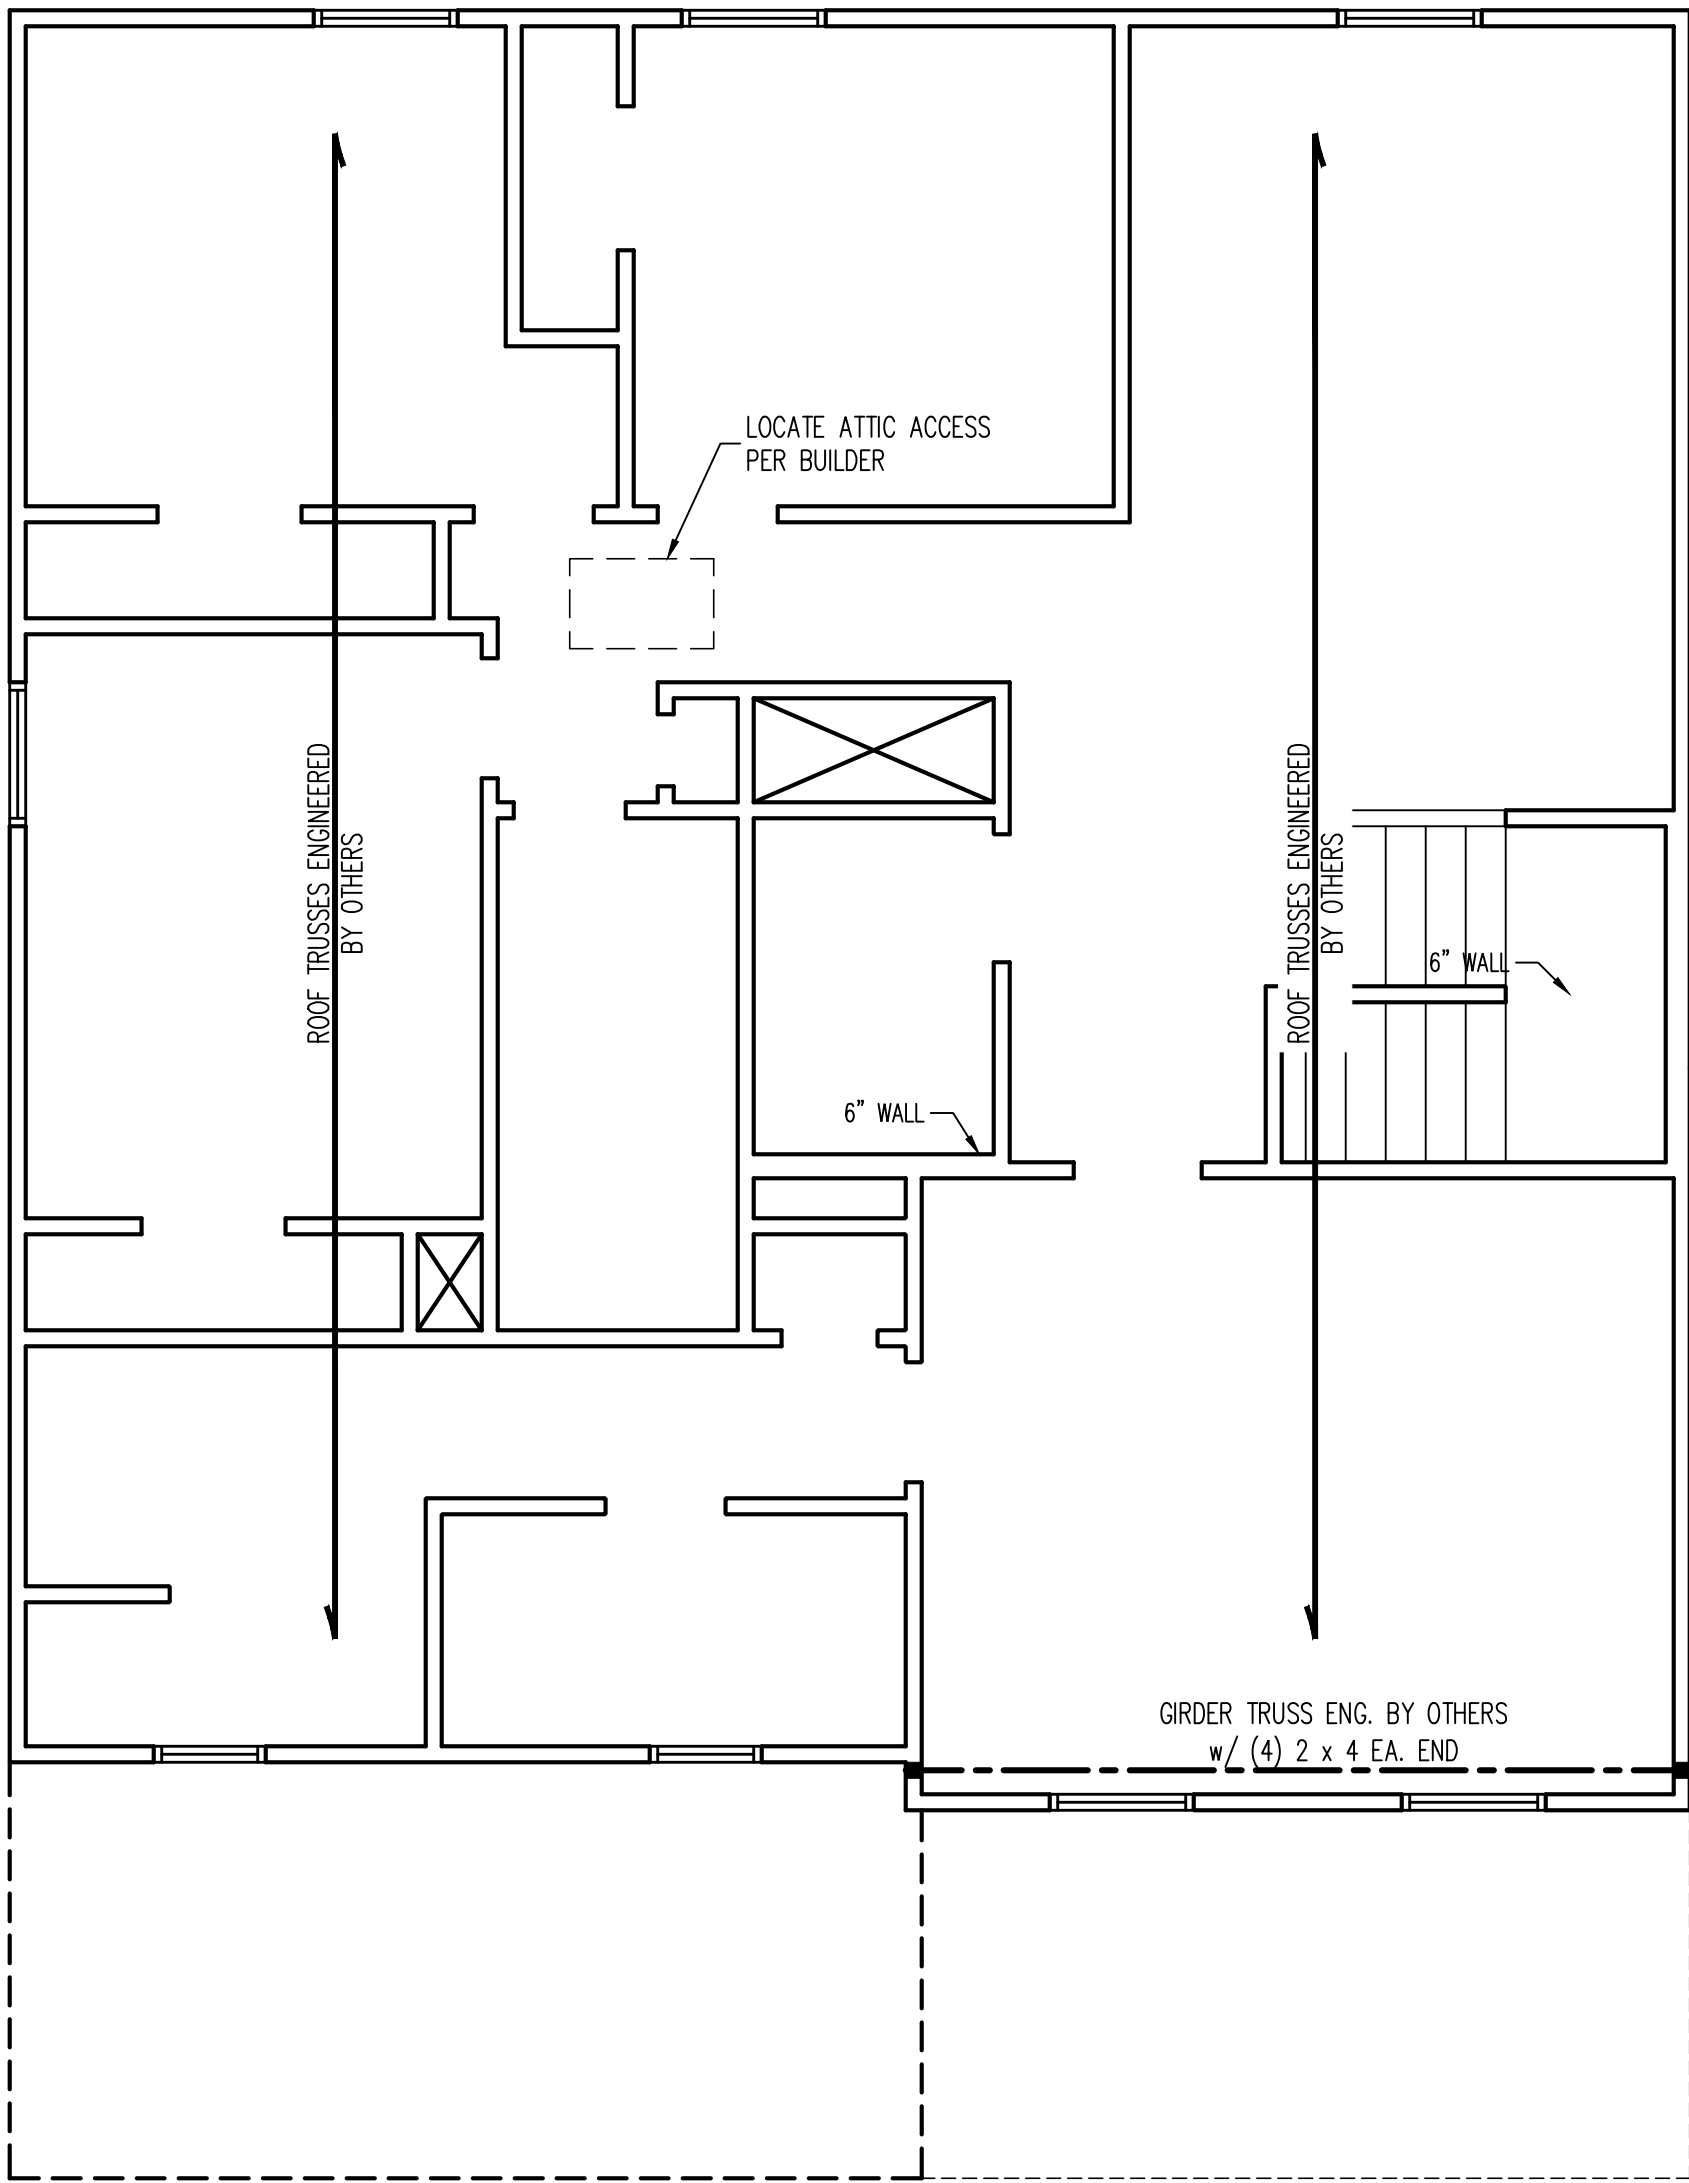 LOCATE ATTIC ACCESS
PER BUILDER
ROOF TRUSSES ENGINEERED
BY OTHERS
ROOF TRUSSES ENGINEERED
BY OTHERS
6" WALL
6" WALL
GIRDER TRUSS ENG. BY OTHERS
w/ (4) 2 x 4 EA. END